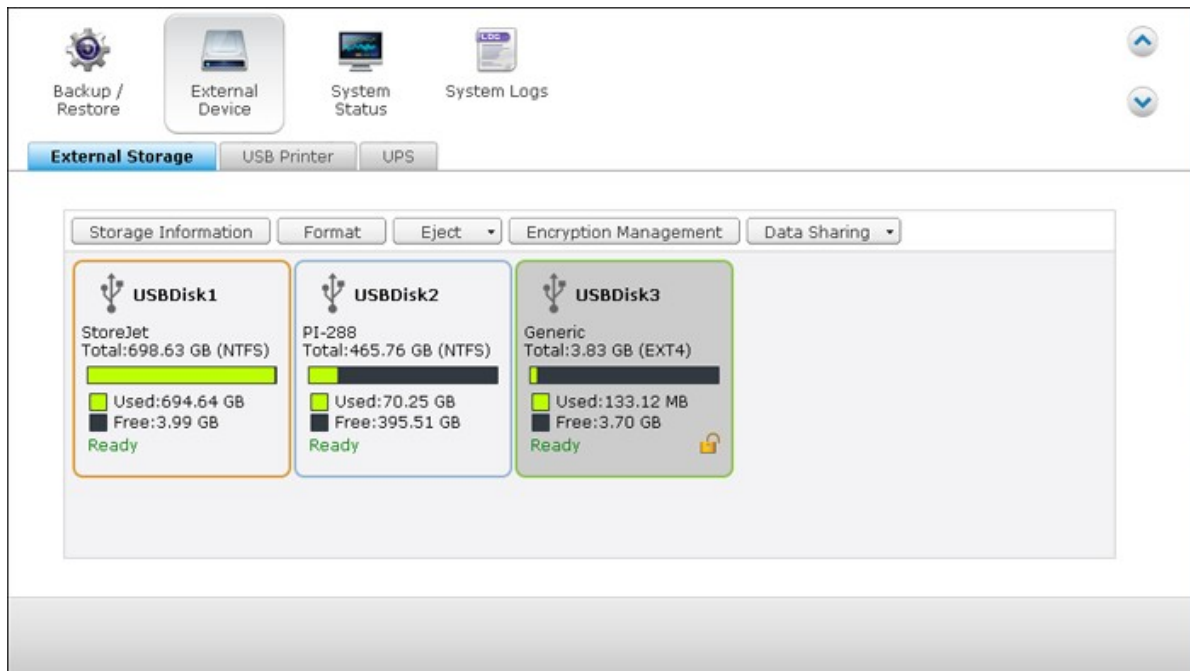 LOG
Backup /
Restore
External
Device
System
Status
System Logs
External Storage
USB Printer
UPS
Storage Information
Format
Eject
Encryption Management
Data Sharing
USBDisk1
StoreJet
Total:698.63 GB (NTFS)
Used:694.64 GB
Free:3.99 GB
Ready
USBDisk2
PI-288
Total:465.76 GB (NTFS)
Used:70.25 GB
Free:395.51 GB
Ready
USBDisk3
Generic
Total:3.83 GB (EXT4)
Used:133.12 MB
Free:3.70 GB
Ready